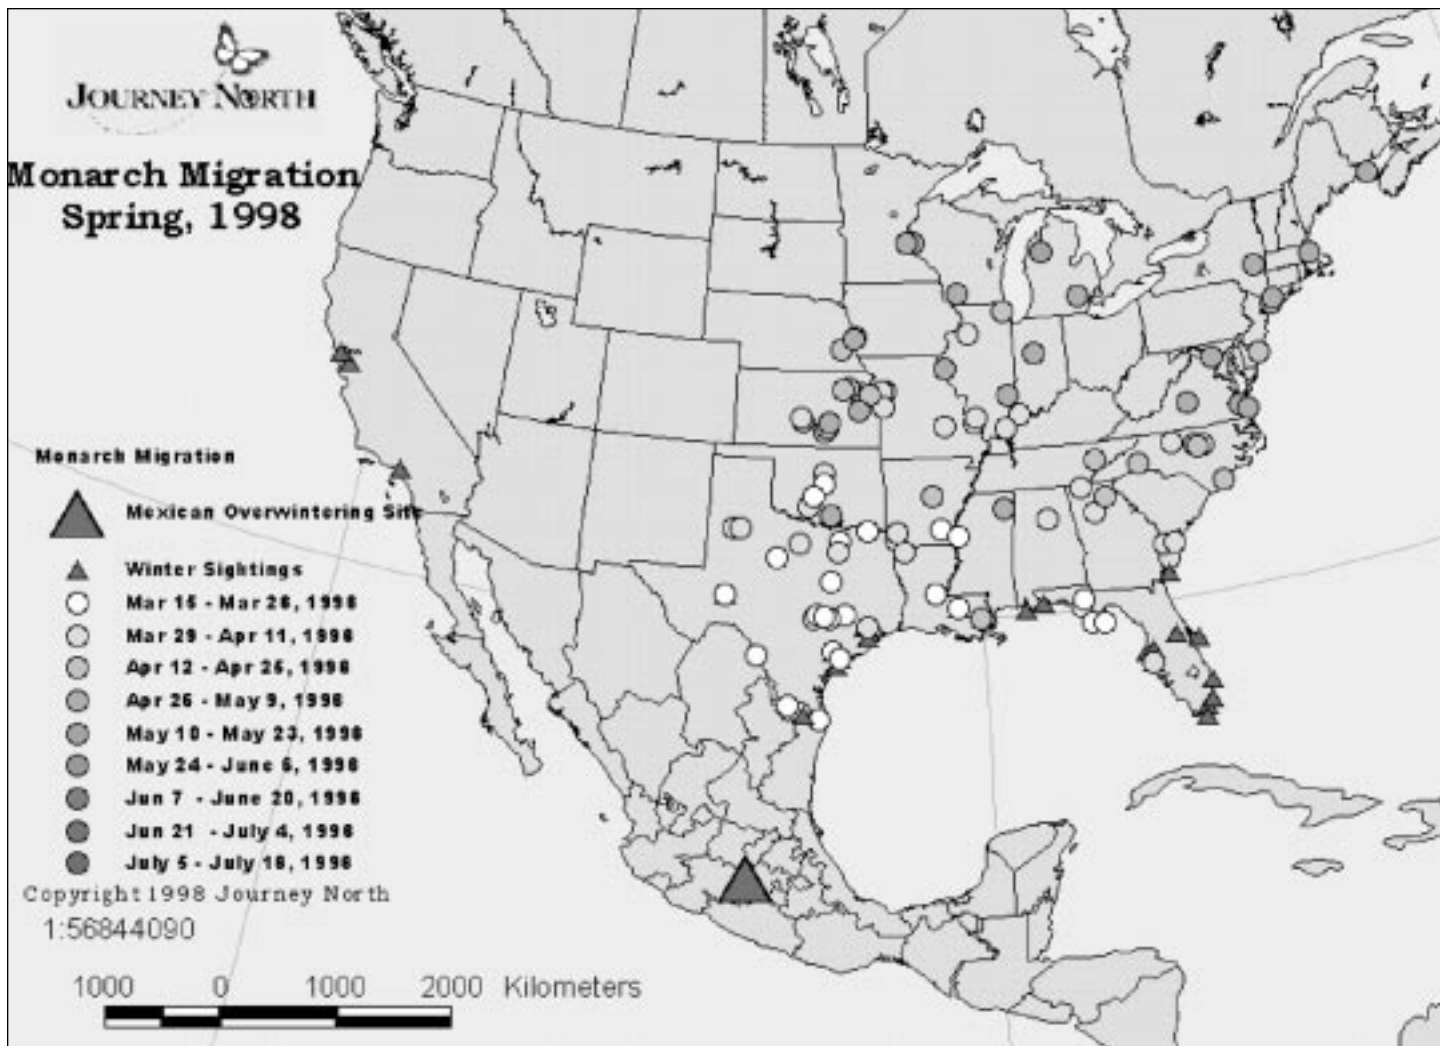 JOURNEY NORTH
Monarch Migration
Spring, 1998
Monarch Migration
Mexican Overwintering Site
Winter Sightings
Mar 15 - Mar 28, 1998
Mar 29 - Apr 11, 1998
Apr 12 - Apr 25, 1998
Apr 26 - May 9, 1998
May 10 - May 23, 1998
May 24 - June 6, 1998
Jun 7 - June 20, 1998
Jun 21 - July 4, 1998
July 5 - July 18, 1998
Copyright 1998 Journey North
1:56844090
1000 0 1000 2000 Kilometers